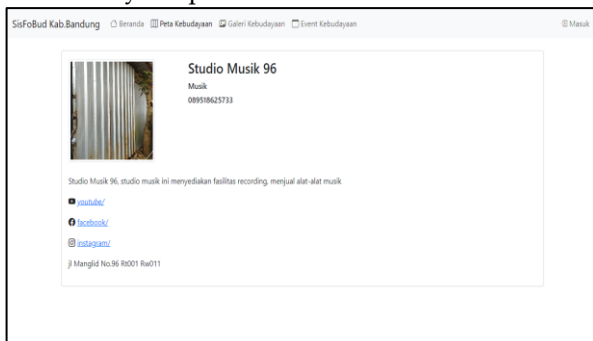 SisFoBud Kab.Bandung Beranda Peta Kebudayaan Galeri Kebudayaan Event Kebudayaan Masuk
Studio Musik 96
Musik
089518625733
Studio Musik 96, studio musik ini menyediakan fasilitas recording, menjual alat-alat musik
youtube/
facebook/
instagram/
jl Manglid No.96 Rt001 Rw011